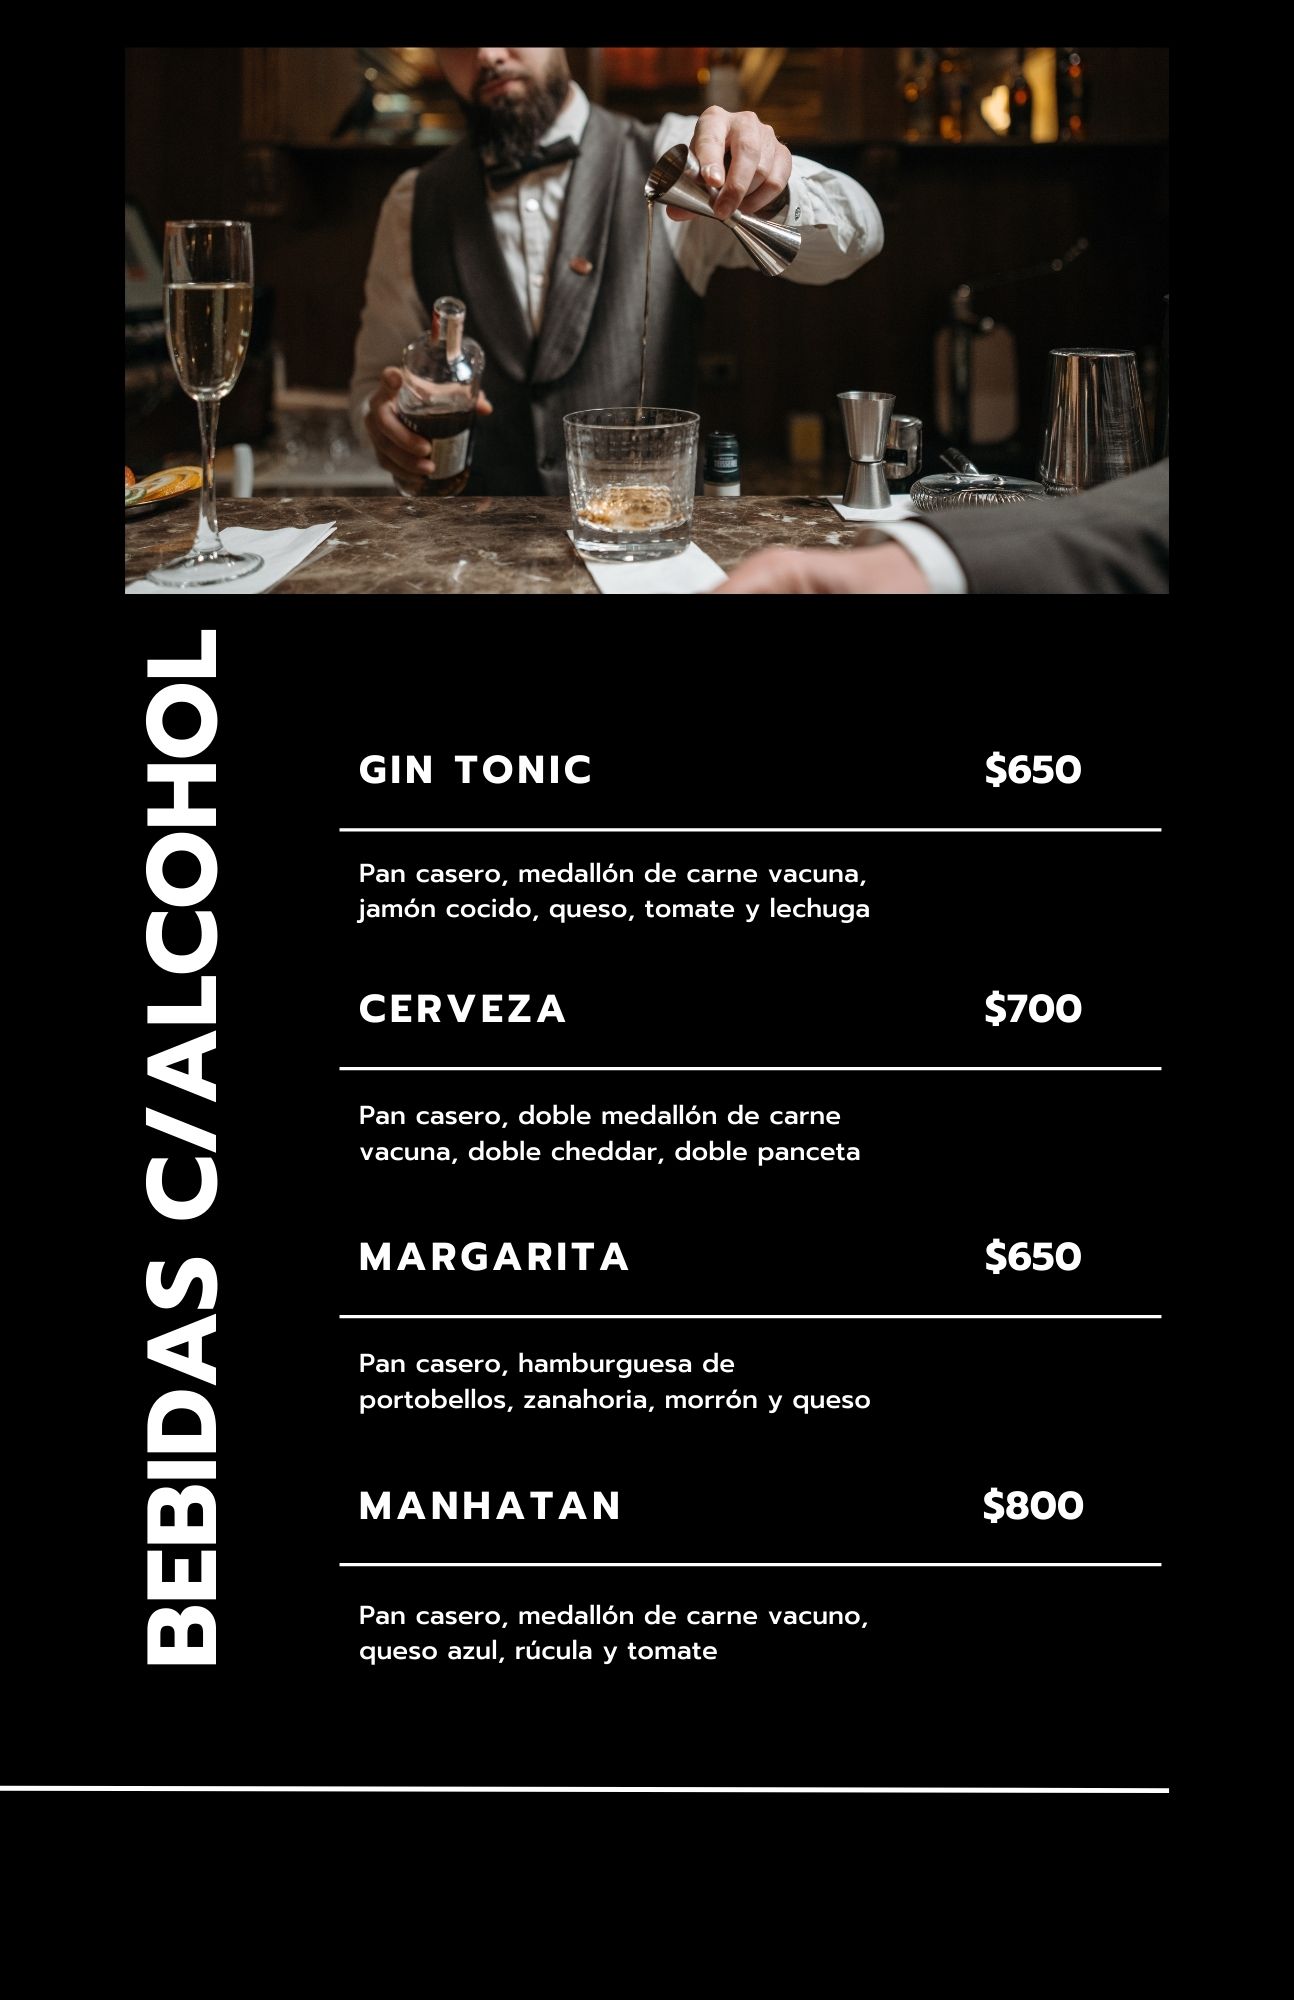 BEBIDAS C/ALCOHOL
GIN TONIC $650
Pan casero, medallón de carne vacuna,
jamón cocido, queso, tomate y lechuga
CERVEZA $700
Pan casero, doble medallón de carne
vacuna, doble cheddar, doble panceta
MARGARITA $650
Pan casero, hamburguesa de
portobellos, zanahoria, morrón y queso
MANHATAN $800
Pan casero, medallón de carne vacuno,
queso azul, rúcula y tomate